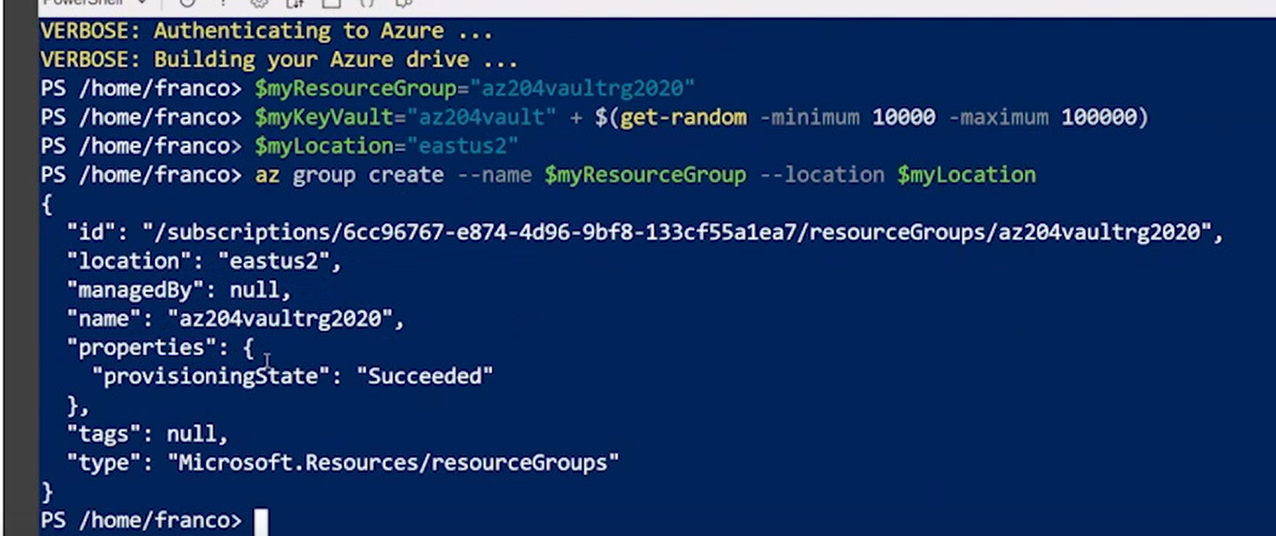 PowerShell
VERBOSE: Authenticating to Azure ...
VERBOSE: Building your Azure drive ...
PS /home/franco> $myResourceGroup="az204vaultrg2020"
PS /home/franco> $myKeyVault="az204vault" + $(get-random -minimum 10000 -maximum 100000)
PS /home/franco> $myLocation="eastus2"
PS /home/franco> az group create --name $myResourceGroup --location $myLocation
{
  "id": "/subscriptions/6cc96767-e874-4d96-9bf8-133cf55a1ea7/resourceGroups/az204vaultrg2020",
  "location": "eastus2",
  "managedBy": null,
  "name": "az204vaultrg2020",
  "properties": {
    "provisioningState": "Succeeded"
  },
  "tags": null,
  "type": "Microsoft.Resources/resourceGroups"
}
PS /home/franco>